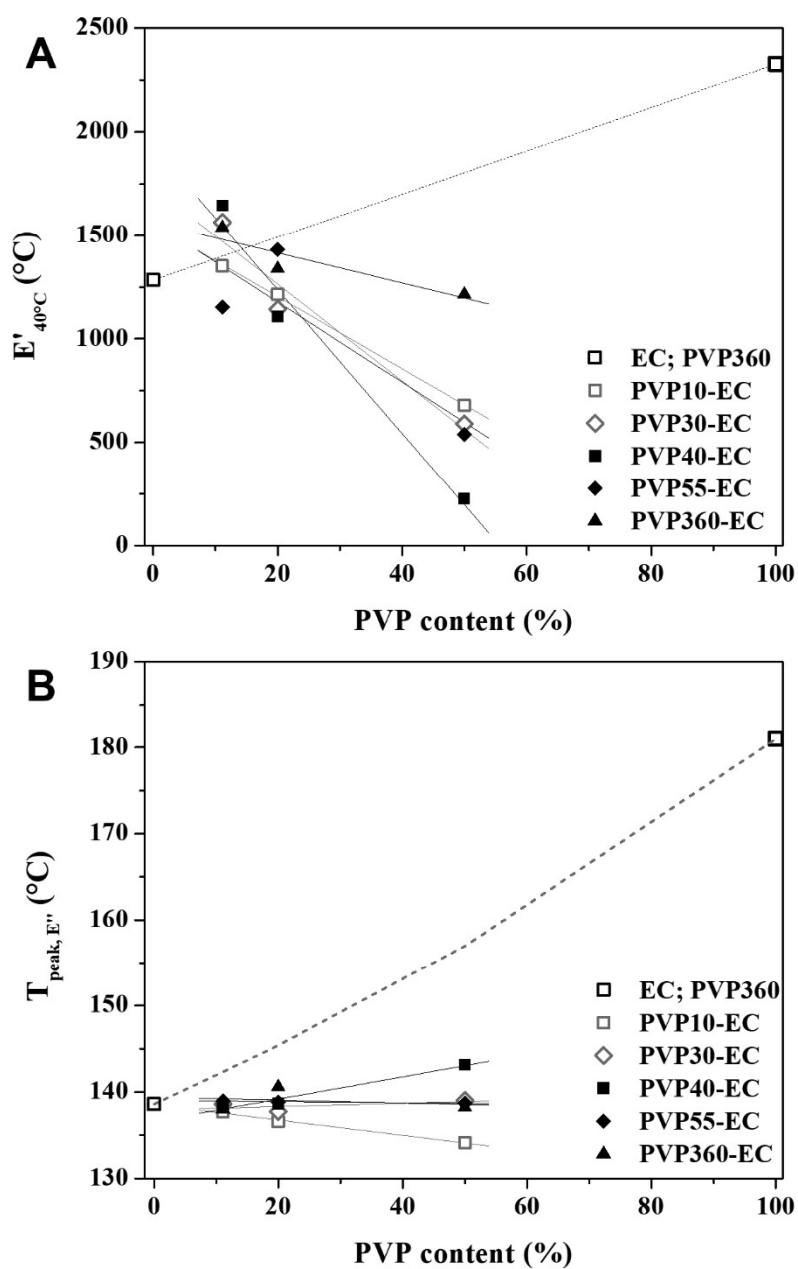 A
2500
2000
1500
1000
500
0
E'40°C (°C)
EC; PVP360
PVP10-EC
PVP30-EC
PVP40-EC
PVP55-EC
PVP360-EC
0 20 40 60 80 100
PVP content (%)
B
190
180
170
160
150
140
130
Tpeak, E" (°C)
EC; PVP360
PVP10-EC
PVP30-EC
PVP40-EC
PVP55-EC
PVP360-EC
0 20 40 60 80 100
PVP content (%)